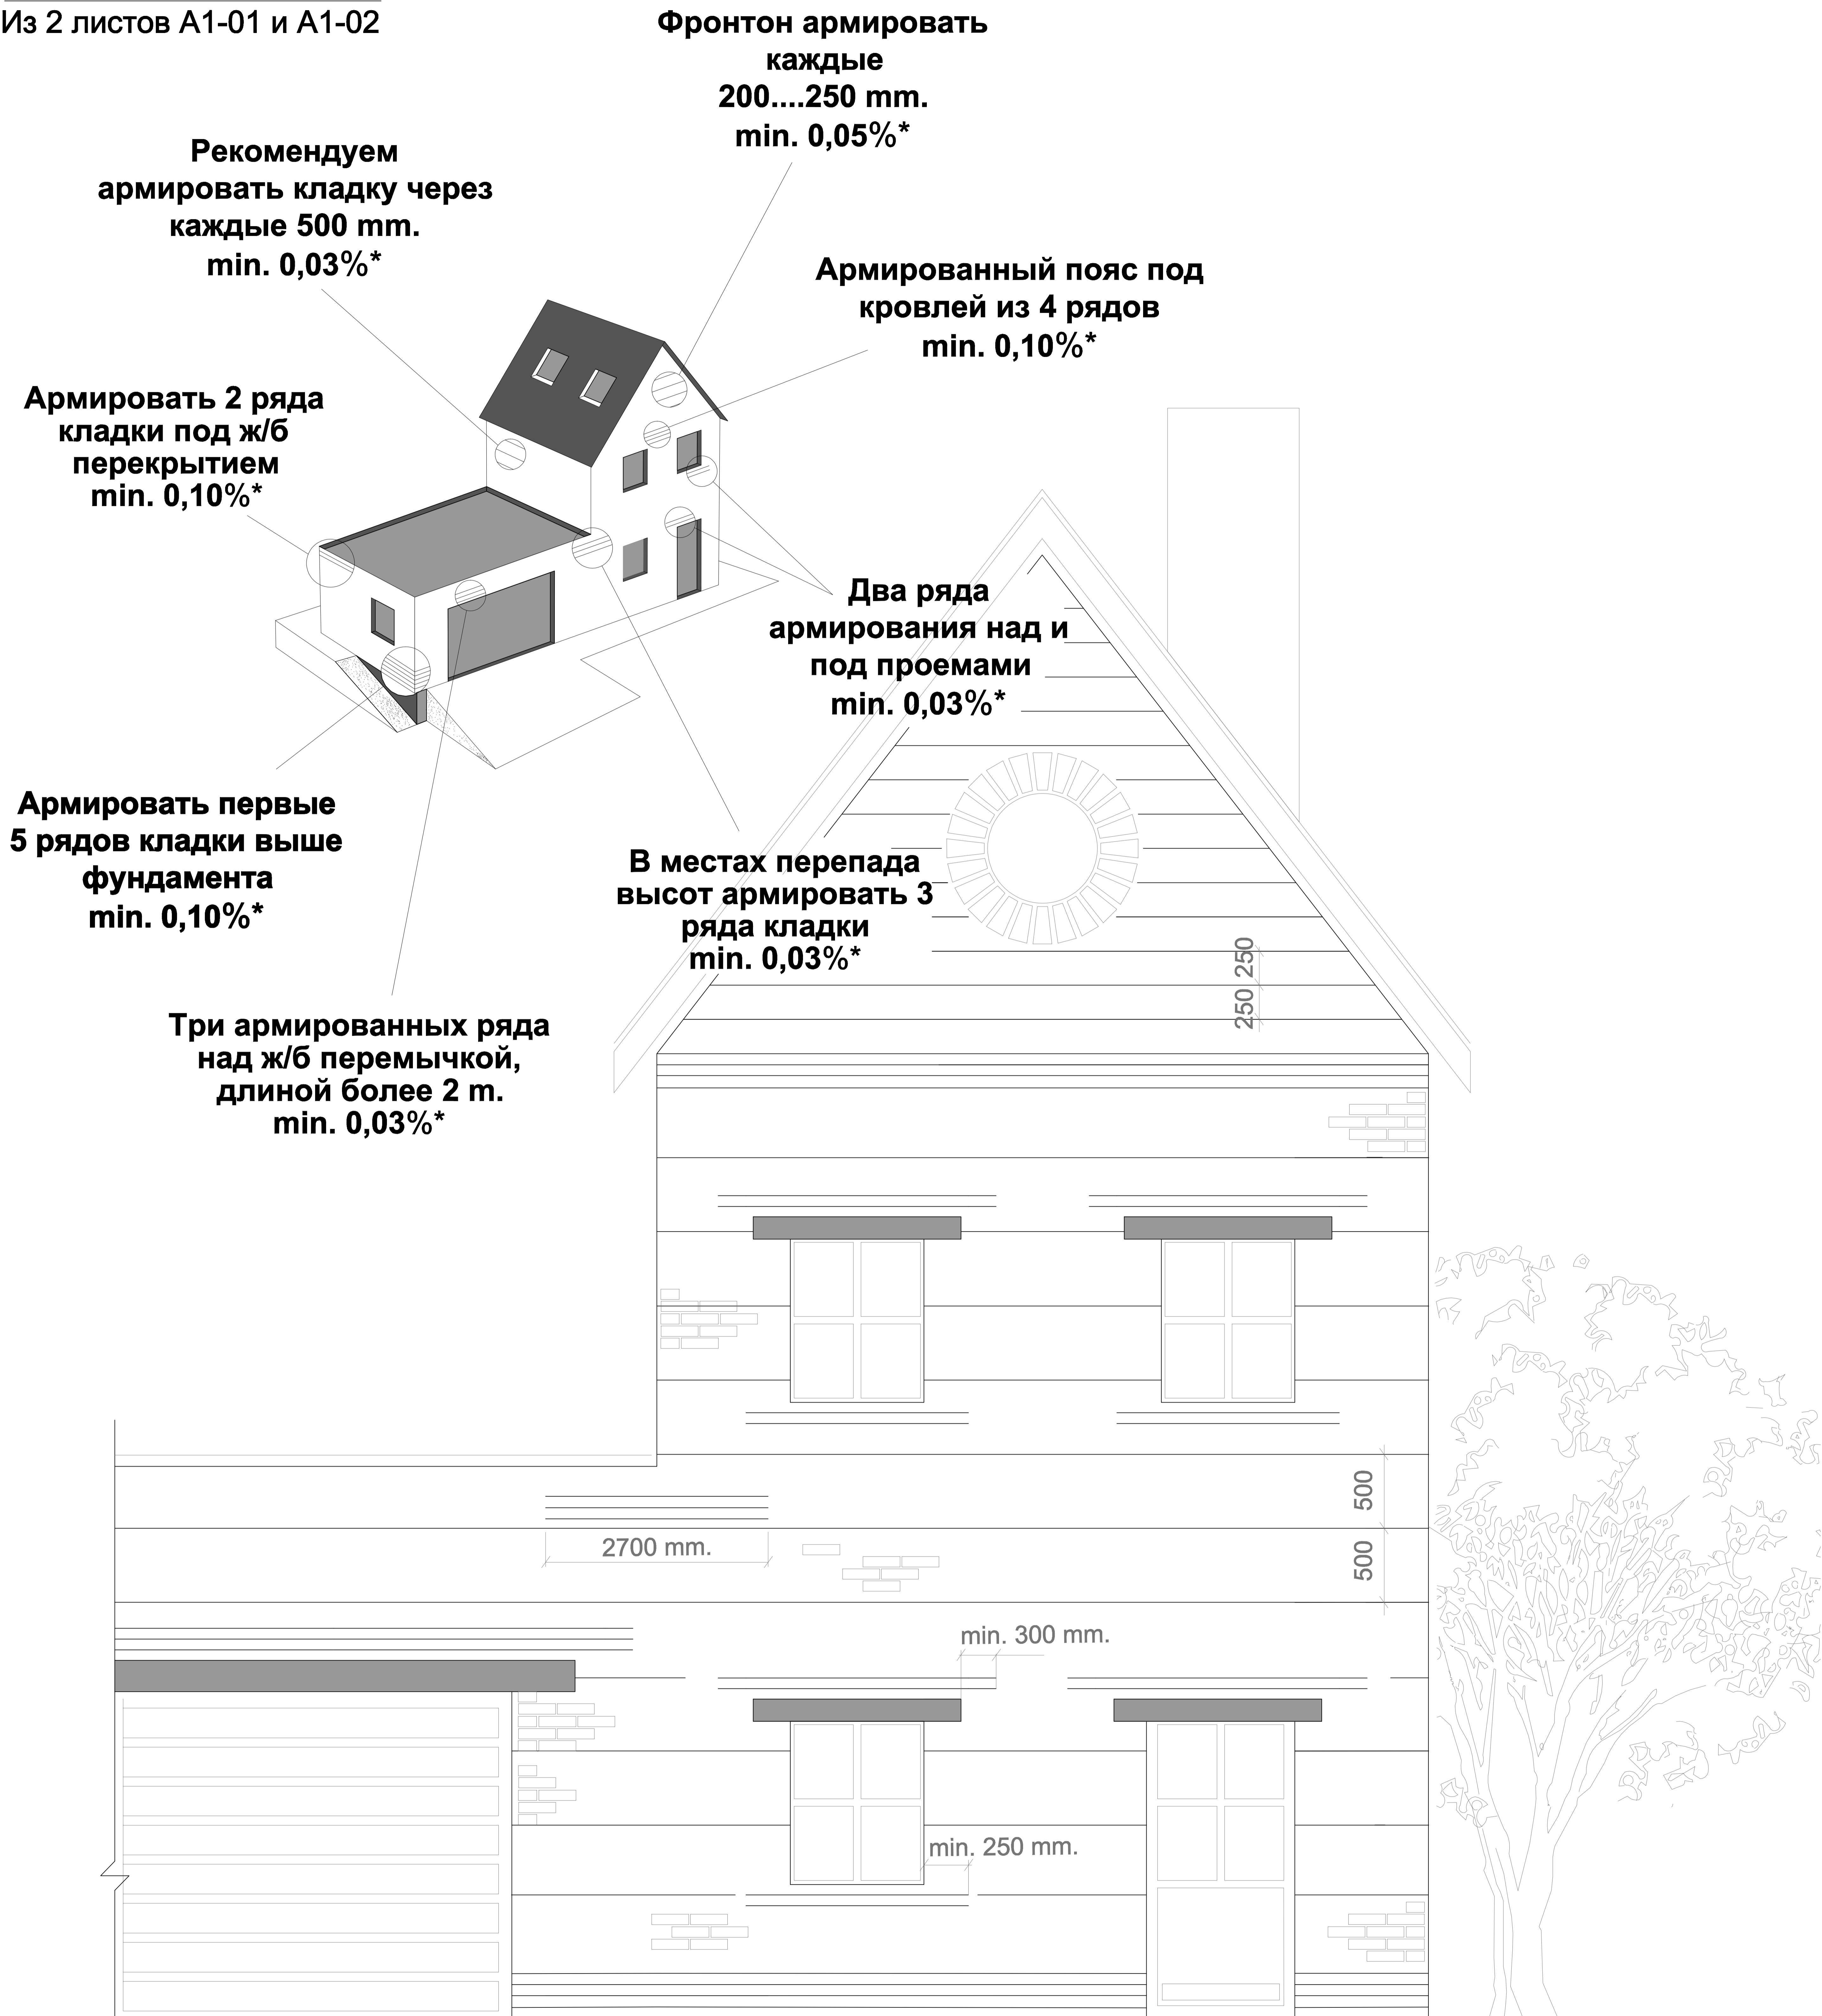 Из 2 листов А1-01 и А1-02
Фронтон армировать
каждые
200....250 mm.
min. 0,05%*
Рекомендуем
армировать кладку через
каждые 500 mm.
min. 0,03%*
Армированный пояс под
кровлей из 4 рядов
min. 0,10%*
Армировать 2 ряда
кладки под ж/б
перекрытием
min. 0,10%*
Два ряда
армирования над и
под проемами
min. 0,03%*
Армировать первые
5 рядов кладки выше
фундамента
min. 0,10%*
В местах перепада
высот армировать 3
ряда кладки
min. 0,03%*
Три армированных ряда
над ж/б перемычкой,
длиной более 2 m.
min. 0,03%*
250
250
500
500
2700 mm.
min. 300 mm.
min. 250 mm.